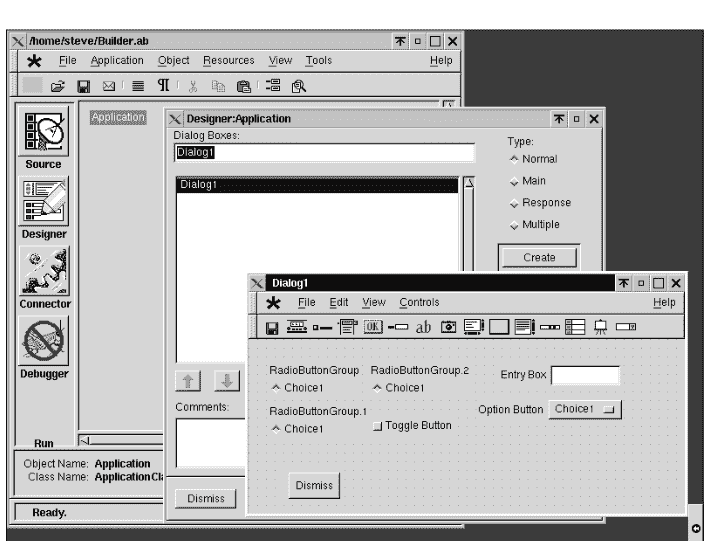 /home/steve/Builder.ab
File Application Object Resources View Tools Help
Application
Source
Designer
Connector
Debugger
Run
Object Name: Application
Class Name: ApplicationCl
Ready.
Designer:Application
Dialog Boxes:
Dialog1
Dialog1
Type:
Normal
Main
Response
Multiple
Create
Comments:
Dismiss
Dialog1
File Edit View Controls Help
OK ab
RadioButtonGroup RadioButtonGroup.2 Entry Box
Choice1 Choice1
RadioButtonGroup.1 Option Button Choice1
Choice1 Toggle Button
Dismiss